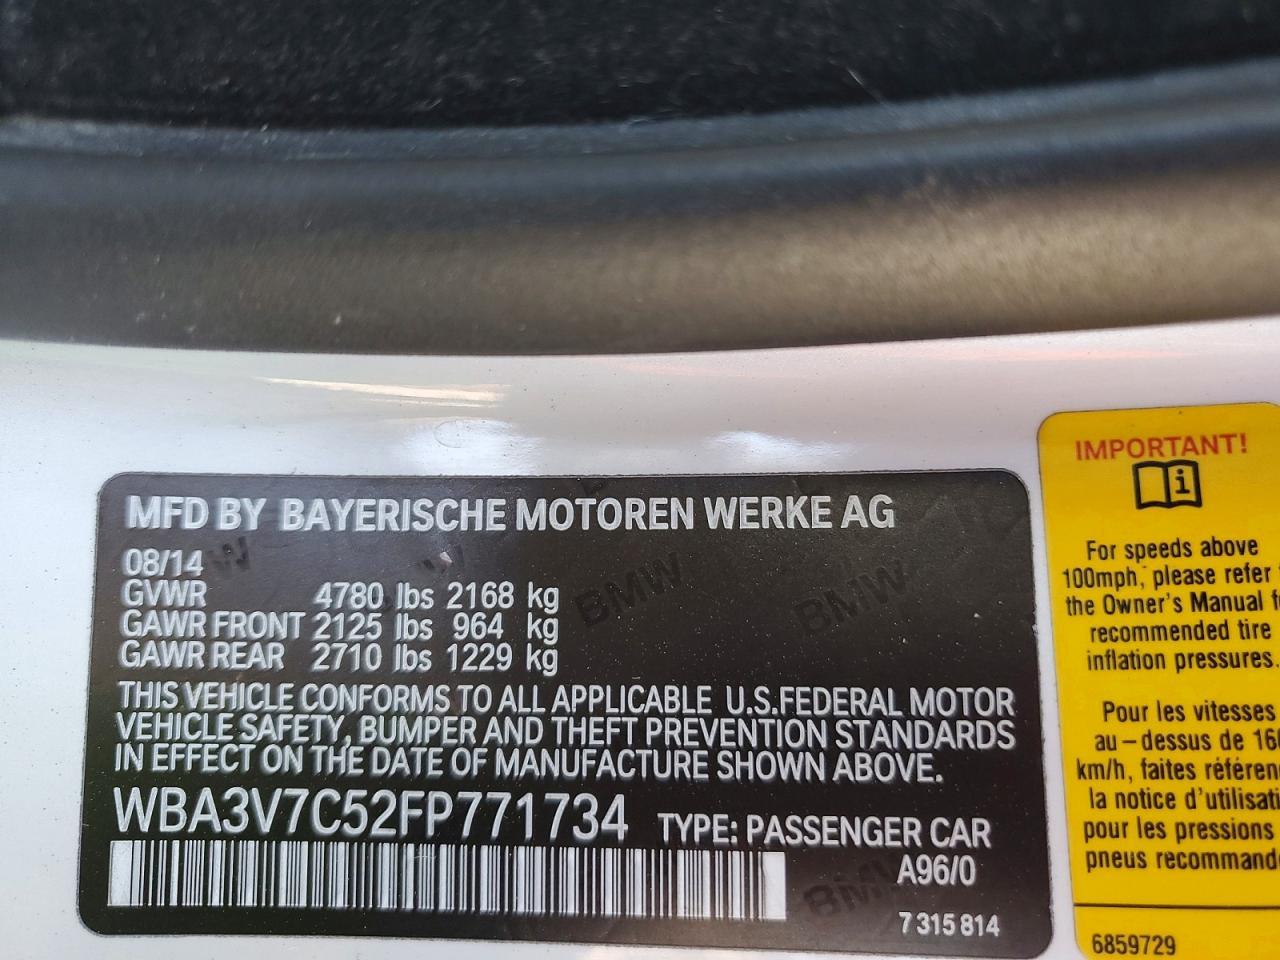 MFD BY BAYERISCHE MOTOREN WERKE AG
08/14
GVWR 4780 lbs 2168 kg
GAWR FRONT 2125 lbs 964 kg
GAWR REAR 2710 lbs 1229 kg
THIS VEHICLE CONFORMS TO ALL APPLICABLE U.S.FEDERAL MOTOR
VEHICLE SAFETY, BUMPER AND THEFT PREVENTION STANDARDS
IN EFFECT ON THE DATE OF MANUFACTURE SHOWN ABOVE.
WBA3V7C52FP771734 TYPE: PASSENGER CAR
A96/0
7 315 814
BMW
BMW
BMW
BMW
IMPORTANT!
i
For speeds above
100mph, please refer
the Owner's Manual
recommended tire
inflation pressures.
Pour les vitesses
au – dessus de
km/h, faites
la notice
pour les pressions
pneus
6859729